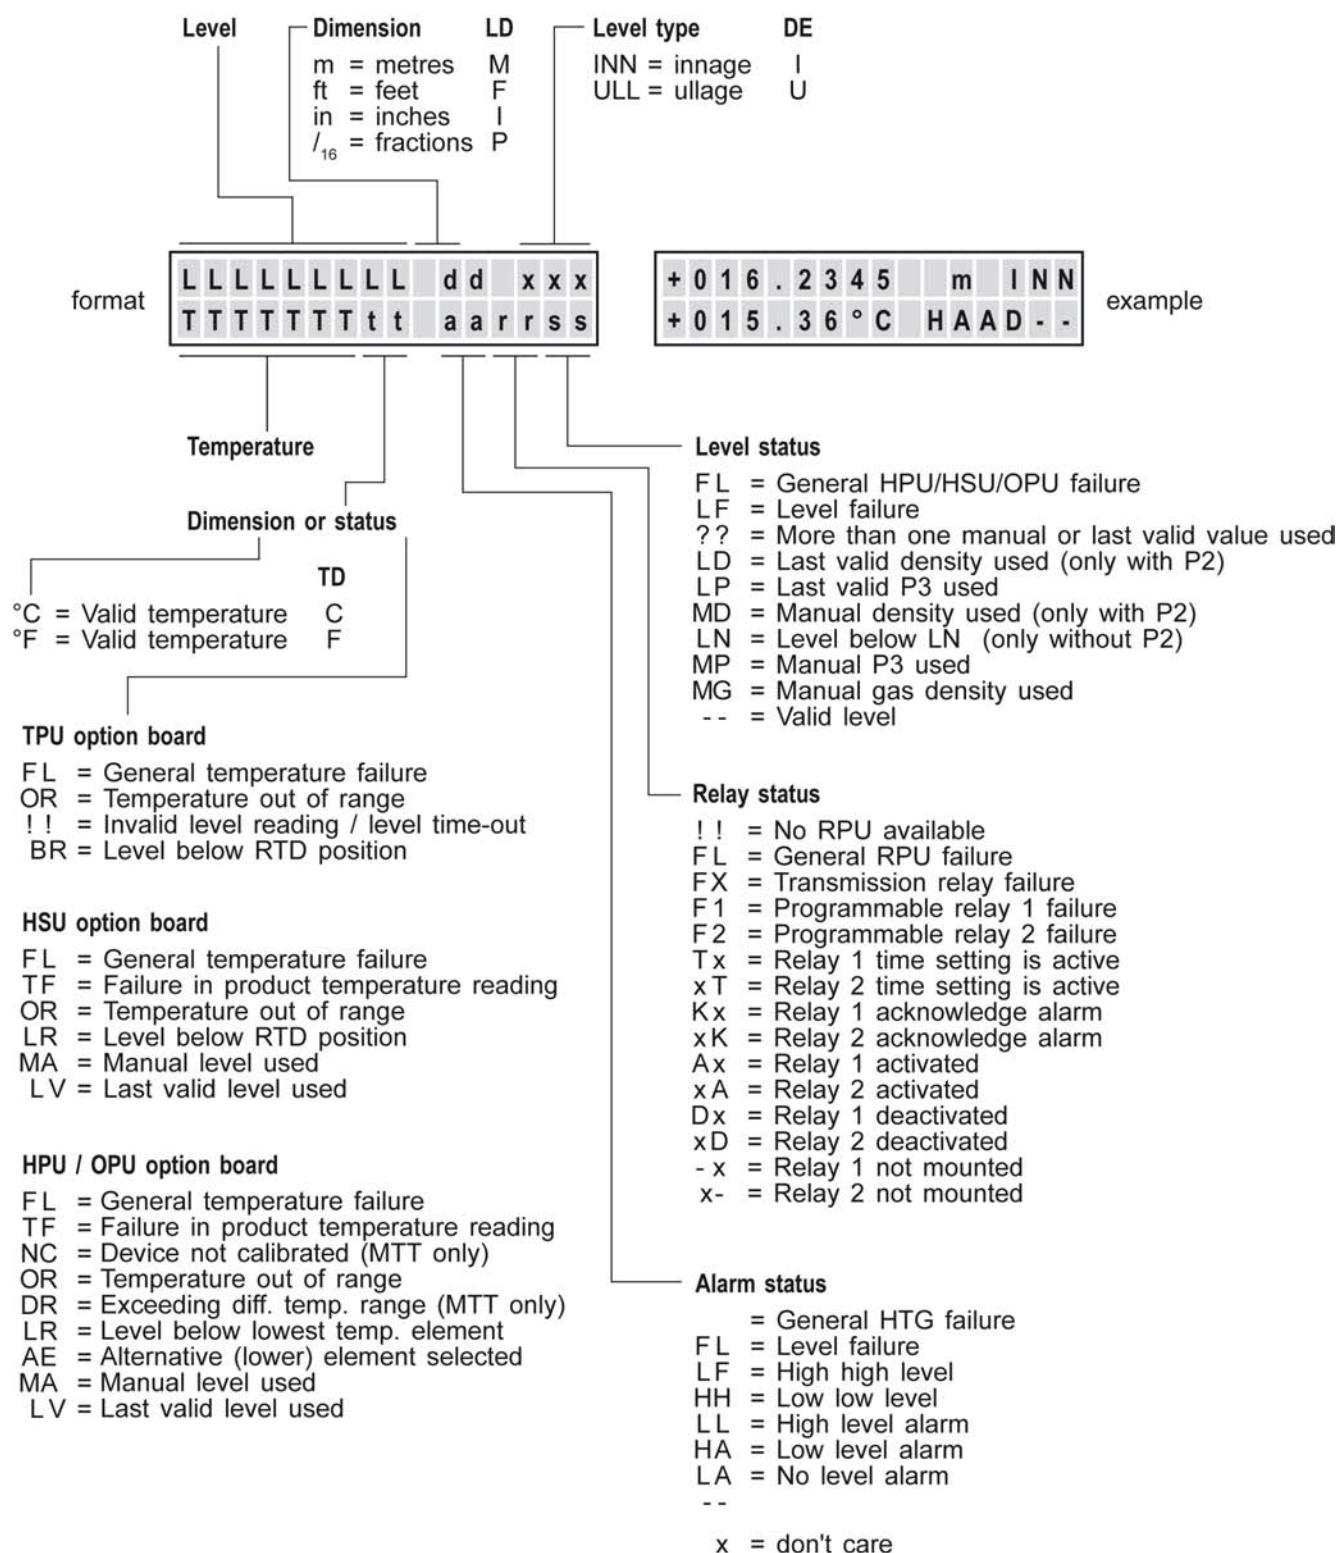 Level Dimension LD Level type DE
m = metres M INN = innage I
ft = feet F ULL = ullage U
in = inches I
/16 = fractions P
format
L L L L L L L L L d d x x x
T T T T T T T t t a a r r s s
+ 0 1 6 . 2 3 4 5 m I N N
+ 0 1 5 . 3 6 ° C H A A D - -
example
Temperature
Dimension or status
TD
°C = Valid temperature C
°F = Valid temperature F
TPU option board
FL = General temperature failure
OR = Temperature out of range
! ! = Invalid level reading / level time-out
BR = Level below RTD position
HSU option board
FL = General temperature failure
TF = Failure in product temperature reading
OR = Temperature out of range
LR = Level below RTD position
MA = Manual level used
LV = Last valid level used
HPU / OPU option board
FL = General temperature failure
TF = Failure in product temperature reading
NC = Device not calibrated (MTT only)
OR = Temperature out of range
DR = Exceeding diff. temp. range (MTT only)
LR = Level below lowest temp. element
AE = Alternative (lower) element selected
MA = Manual level used
LV = Last valid level used
Level status
FL = General HPU/HSU/OPU failure
LF = Level failure
?? = More than one manual or last valid value used
LD = Last valid density used (only with P2)
LP = Last valid P3 used
MD = Manual density used (only with P2)
LN = Level below LN (only without P2)
MP = Manual P3 used
MG = Manual gas density used
-- = Valid level
Relay status
! ! = No RPU available
FL = General RPU failure
FX = Transmission relay failure
F1 = Programmable relay 1 failure
F2 = Programmable relay 2 failure
Tx = Relay 1 time setting is active
xT = Relay 2 time setting is active
Kx = Relay 1 acknowledge alarm
xK = Relay 2 acknowledge alarm
Ax = Relay 1 activated
xA = Relay 2 activated
Dx = Relay 1 deactivated
xD = Relay 2 deactivated
-x = Relay 1 not mounted
x- = Relay 2 not mounted
Alarm status
= General HTG failure
FL = Level failure
LF = High high level
HH = Low low level
LL = High level alarm
HA = Low level alarm
LA = No level alarm
--
x = don't care